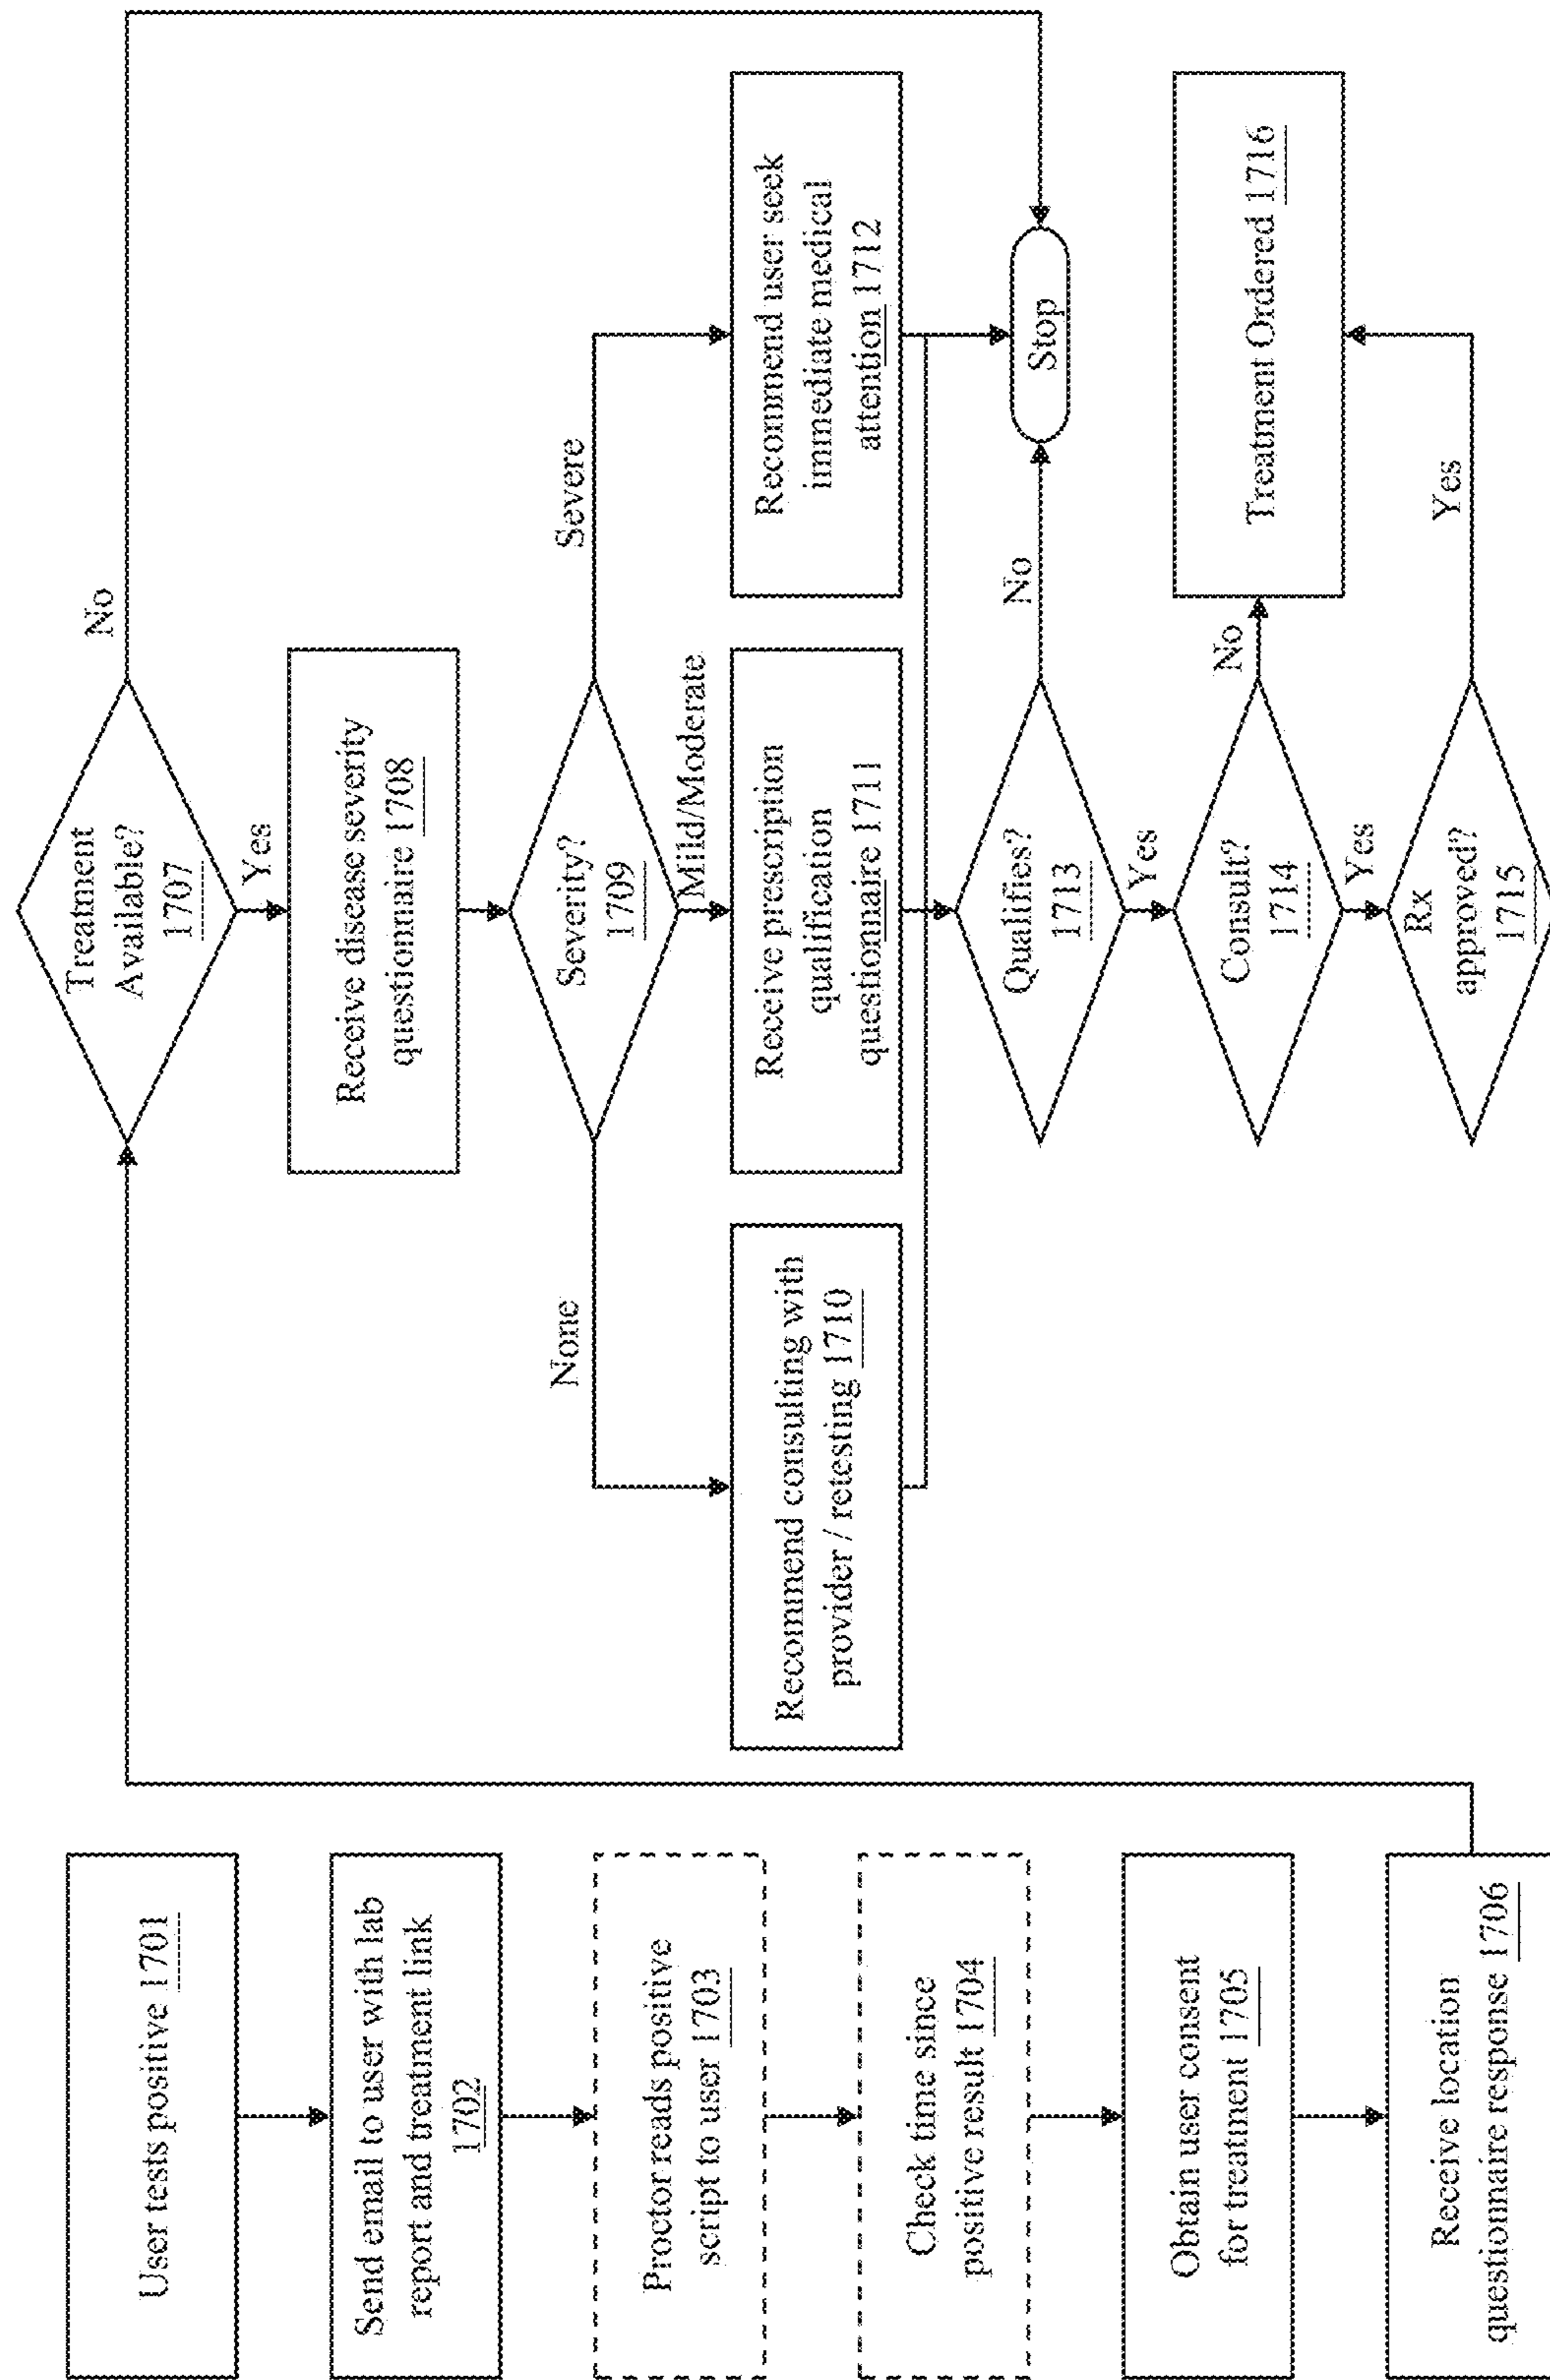 User tests positive 1701
Send email to user with lab
report and treatment link
1702
Proctor reads positive
script to user 1703
Check time since
positive result 1704
Obtain user consent
for treatment 1705
Receive location
questionnaire response 1706
Treatment
Available?
1707
No
Yes
Receive disease severity
questionnaire 1708
Severity?
1709
None
Mild/Moderate
Severe
Recommend consulting with
provider / retesting 1710
Receive prescription
qualification
questionnaire 1711
Recommend user seek
immediate medical
attention 1712
Qualifies?
1713
No
Stop
Yes
Consult?
1714
No
Treatment Ordered 1716
Yes
Rx
approved?
1715
Yes